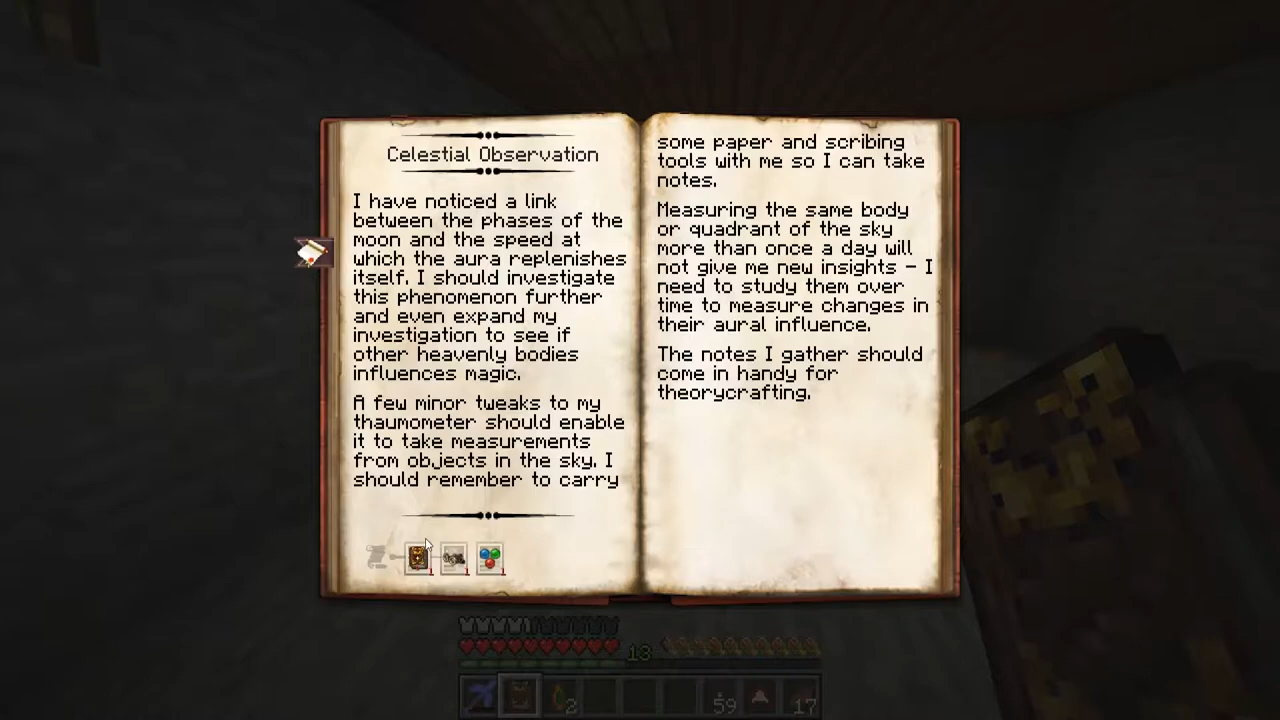 Celestial Observation
I have noticed a link
between the phases of the
moon and the speed at
which the aura replenishes
itself. I should investigate
this phenomenon further
and even expand my
investigation to see if
other heavenly bodies
influences magic.
A few minor tweaks to my
thaumometer should enable
it to take measurements
from objects in the sky. I
should remember to carry
some paper and scribing
tools with me so I can take
notes.
Measuring the same body
or quadrant of the sky
more than once a day will
not give me new insights - I
need to study them over
time to measure changes in
their aural influence.
The notes I gather should
come in handy for
theorycrafting.
13
2
59
17